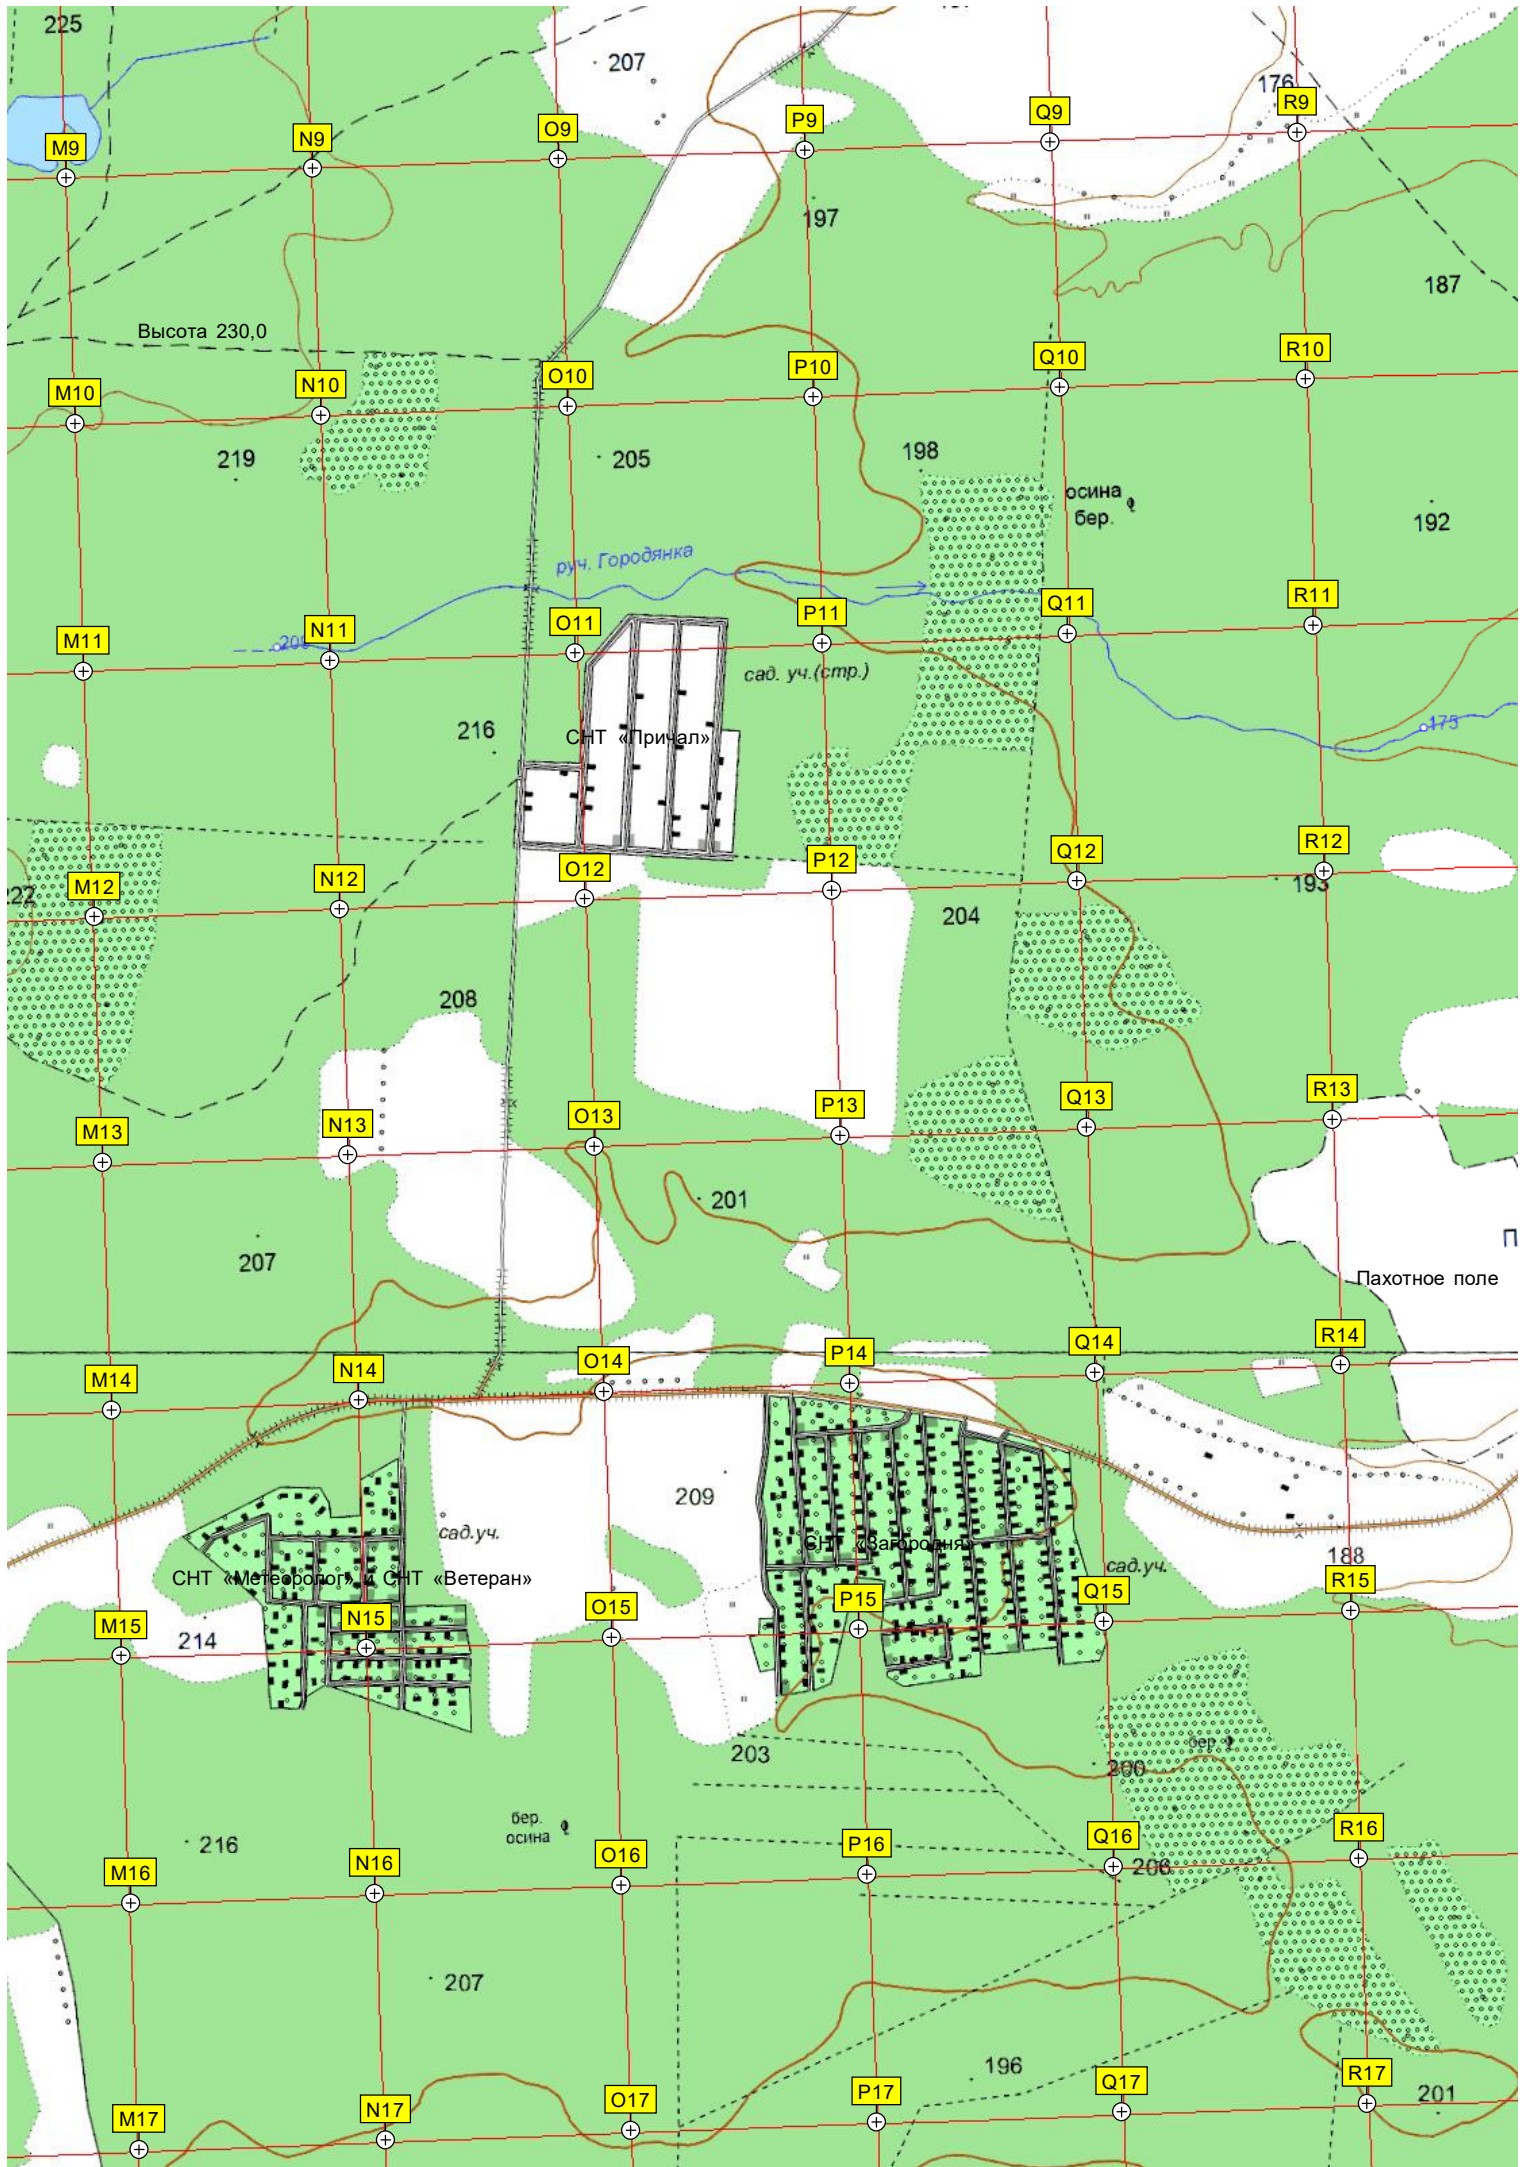 225
207
176
R9
Q9
P9
O9
N9
M9
197
187
Высота 230,0
R10
Q10
P10
O10
N10
M10
198
219
205
осина
бер.
192
руч. Городянка
R11
Q11
P11
O11
N11
M11
сад. уч.(стр.)
216
СНТ «Причал»
175
R12
Q12
P12
O12
N12
M12
222
193
204
208
R13
Q13
P13
O13
N13
M13
201
207
П
Пахотное поле
R14
Q14
P14
O14
N14
M14
209
сад.уч.
СНТ «Загородня»
188
сад.уч.
СНТ «Метеоролог» и СНТ «Ветеран»
R15
Q15
P15
O15
N15
M15
214
бер.
203
200
бер.
осина
216
R16
Q16
P16
O16
N16
M16
206
207
196
R17
Q17
P17
O17
N17
M17
201